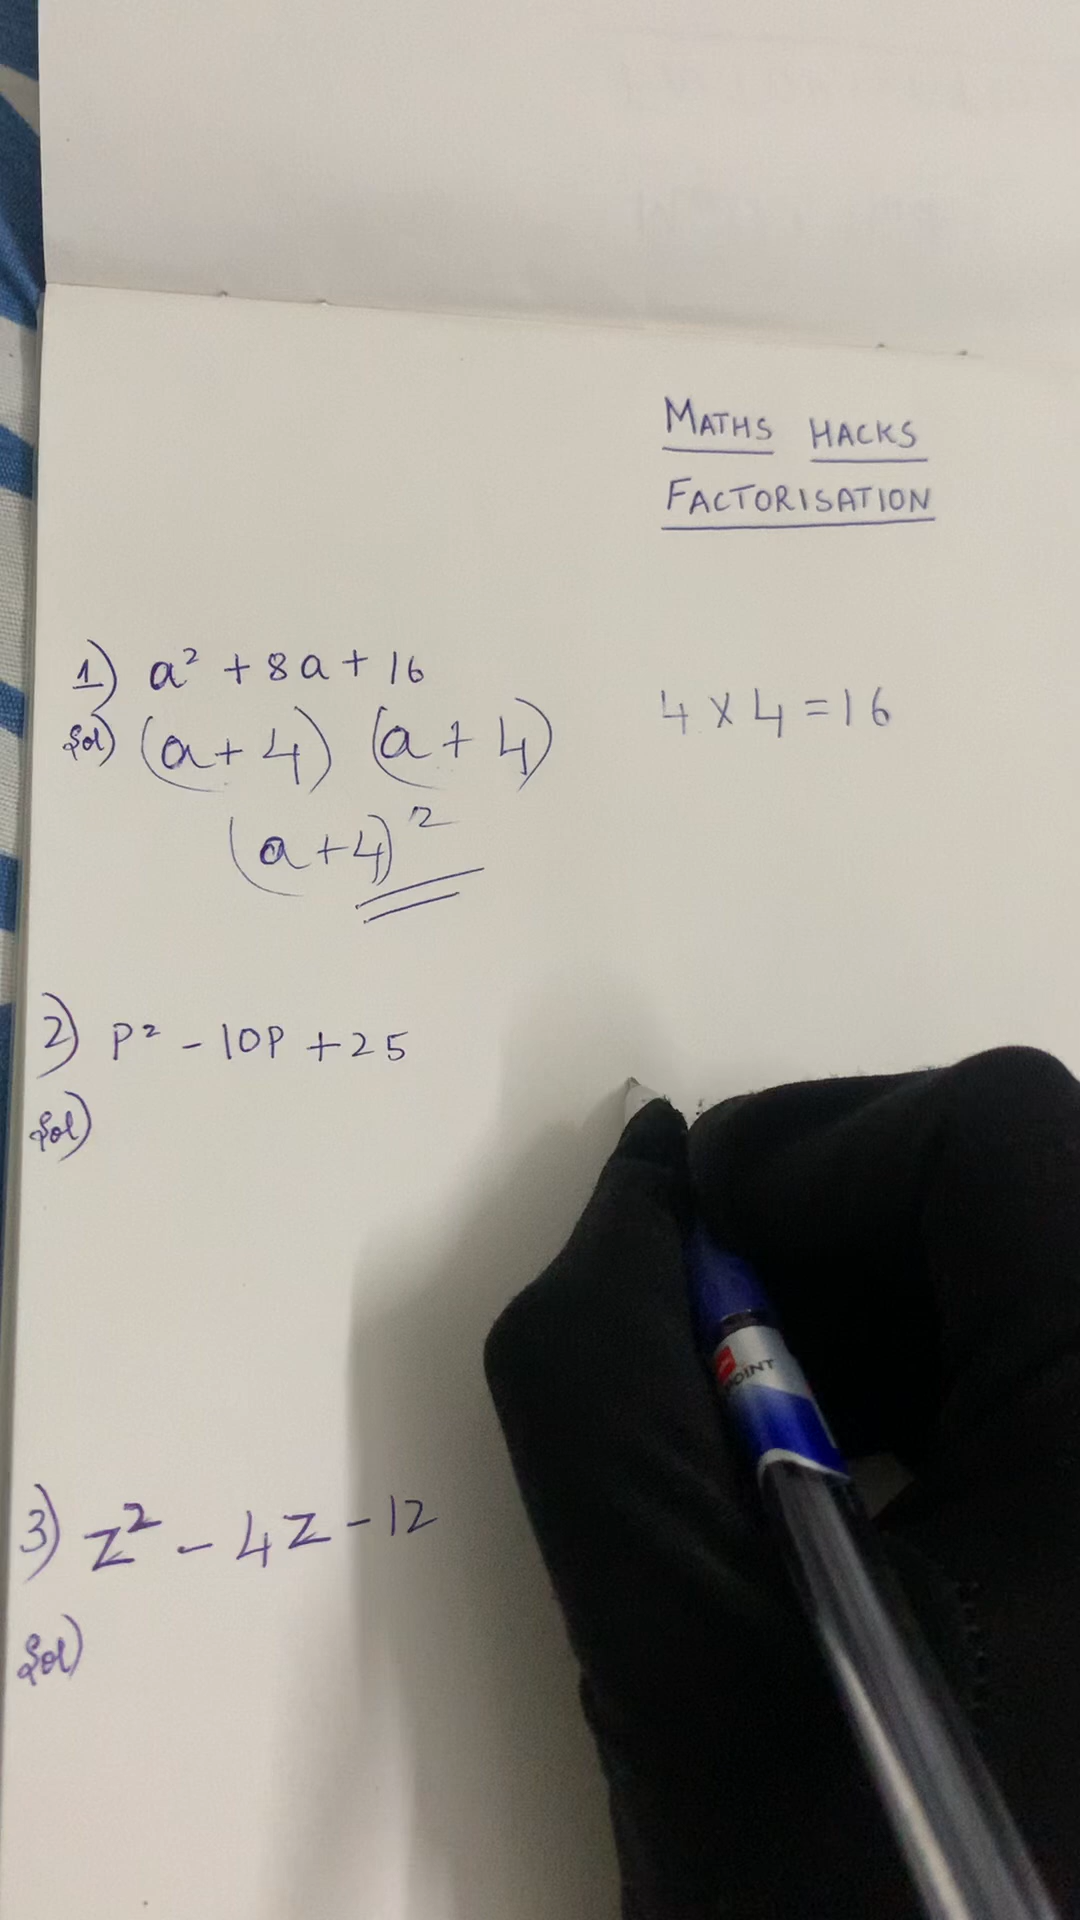 MATHS HACKS
FACTORISATION
1) a² + 8a + 16
Sol) (a + 4) (a + 4)
4 × 4 = 16
(a + 4)²
2) P² - 10P + 25
Sol)
POINT
3) z² - 4z - 12
Sol)